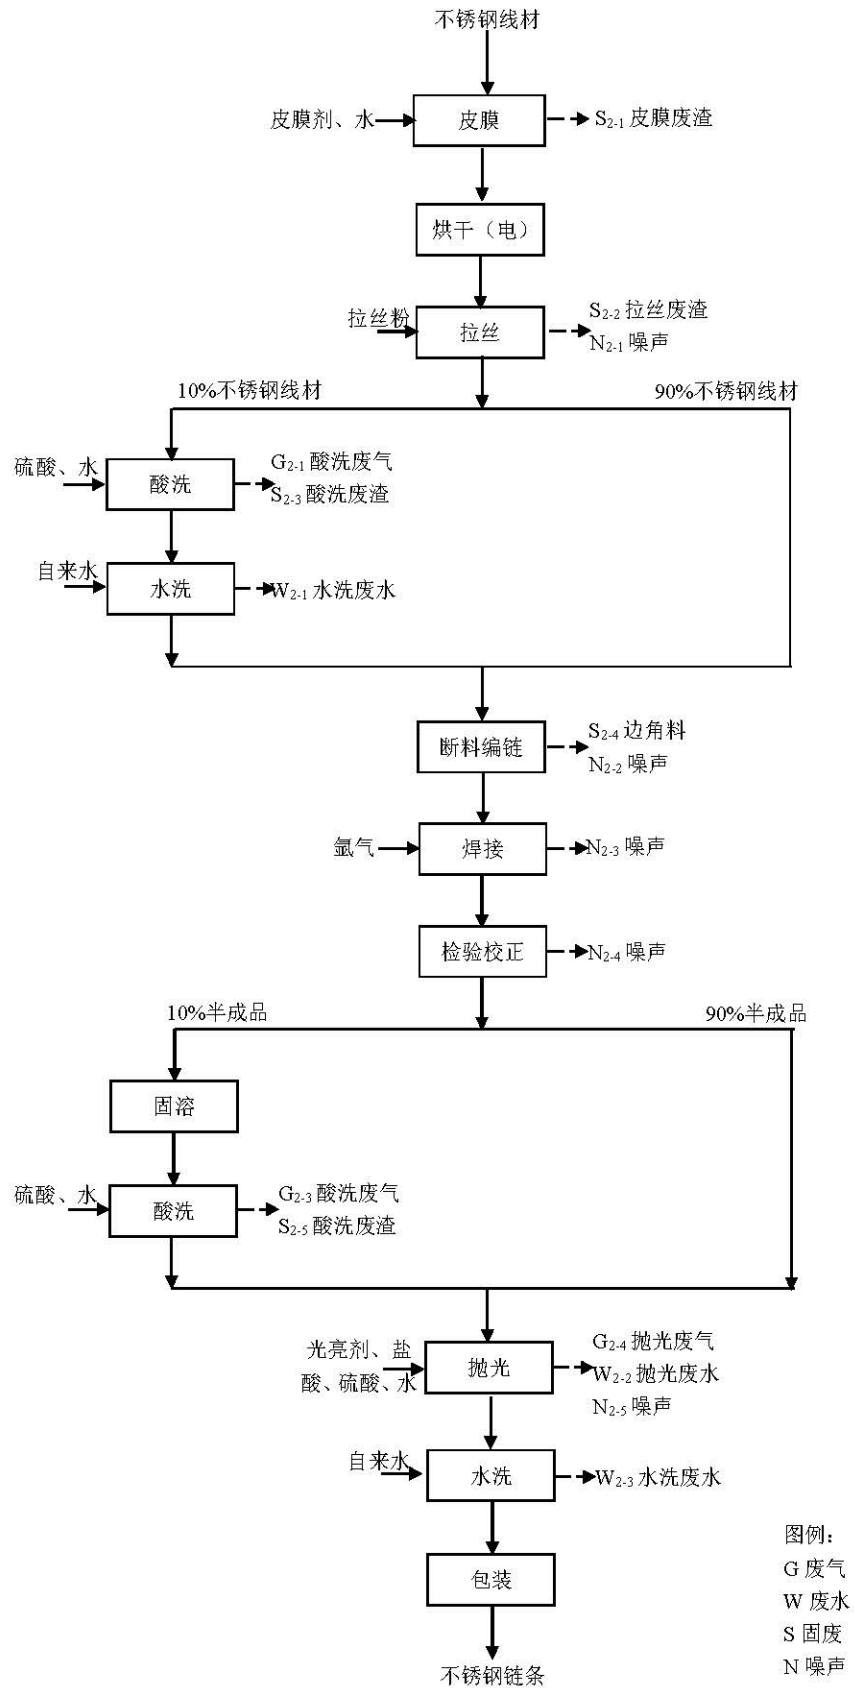 不锈钢线材
皮膜剂、水
皮膜
S2-1 皮膜废渣
烘干（电）
拉丝粉
拉丝
S2-2 拉丝废渣
N2-1 噪声
10%不锈钢线材
90%不锈钢线材
硫酸、水
酸洗
G2-1 酸洗废气
S2-3 酸洗废渣
自来水
水洗
W2-1 水洗废水
断料编链
S2-4 边角料
N2-2 噪声
氩气
焊接
N2-3 噪声
检验校正
N2-4 噪声
10%半成品
90%半成品
固溶
硫酸、水
酸洗
G2-3 酸洗废气
S2-5 酸洗废渣
光亮剂、盐
酸、硫酸、水
抛光
G2-4 抛光废气
W2-2 抛光废水
N2-5 噪声
自来水
水洗
W2-3 水洗废水
包装
不锈钢链条
图例：
G 废气
W 废水
S 固废
N 噪声